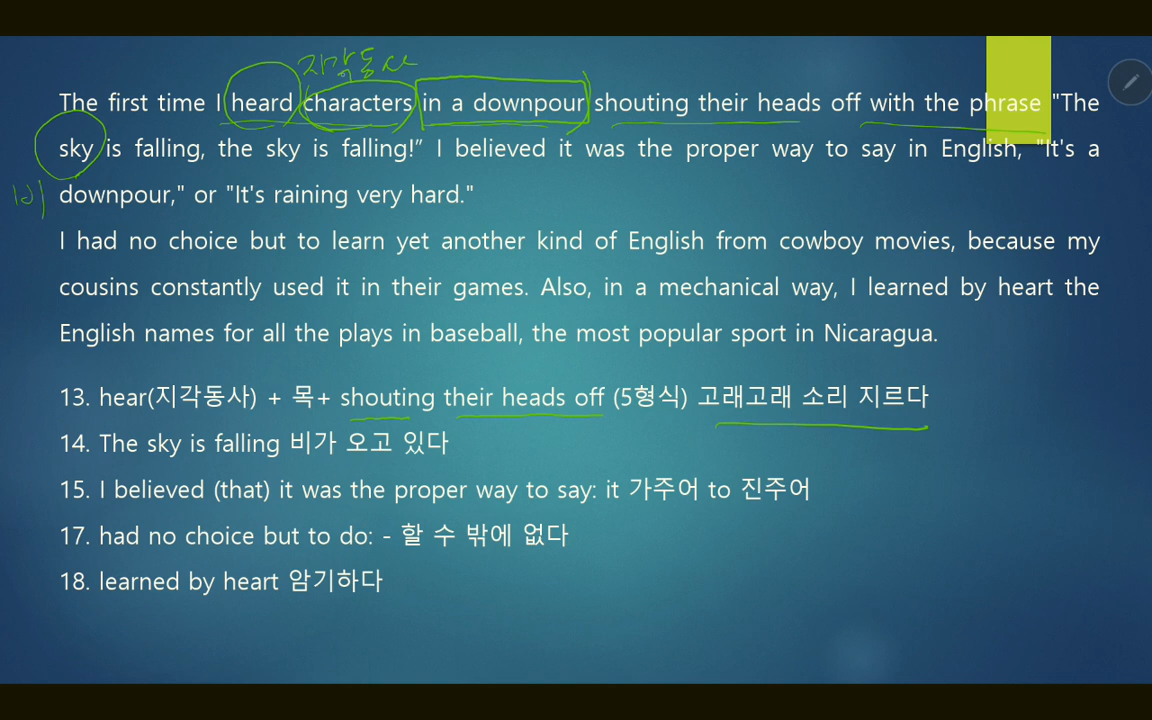 지각동사
The first time I heard characters in a downpour shouting their heads off with the phrase "The
sky is falling, the sky is falling!” I believed it was the proper way to say in English, "It's a
비
downpour," or "It's raining very hard."
I had no choice but to learn yet another kind of English from cowboy movies, because my
cousins constantly used it in their games. Also, in a mechanical way, I learned by heart the
English names for all the plays in baseball, the most popular sport in Nicaragua.
13. hear(지각동사) + 목+ shouting their heads off (5형식) 고래고래 소리 지르다
14. The sky is falling 비가 오고 있다
15. I believed (that) it was the proper way to say: it 가주어 to 진주어
17. had no choice but to do: - 할 수 밖에 없다
18. learned by heart 암기하다